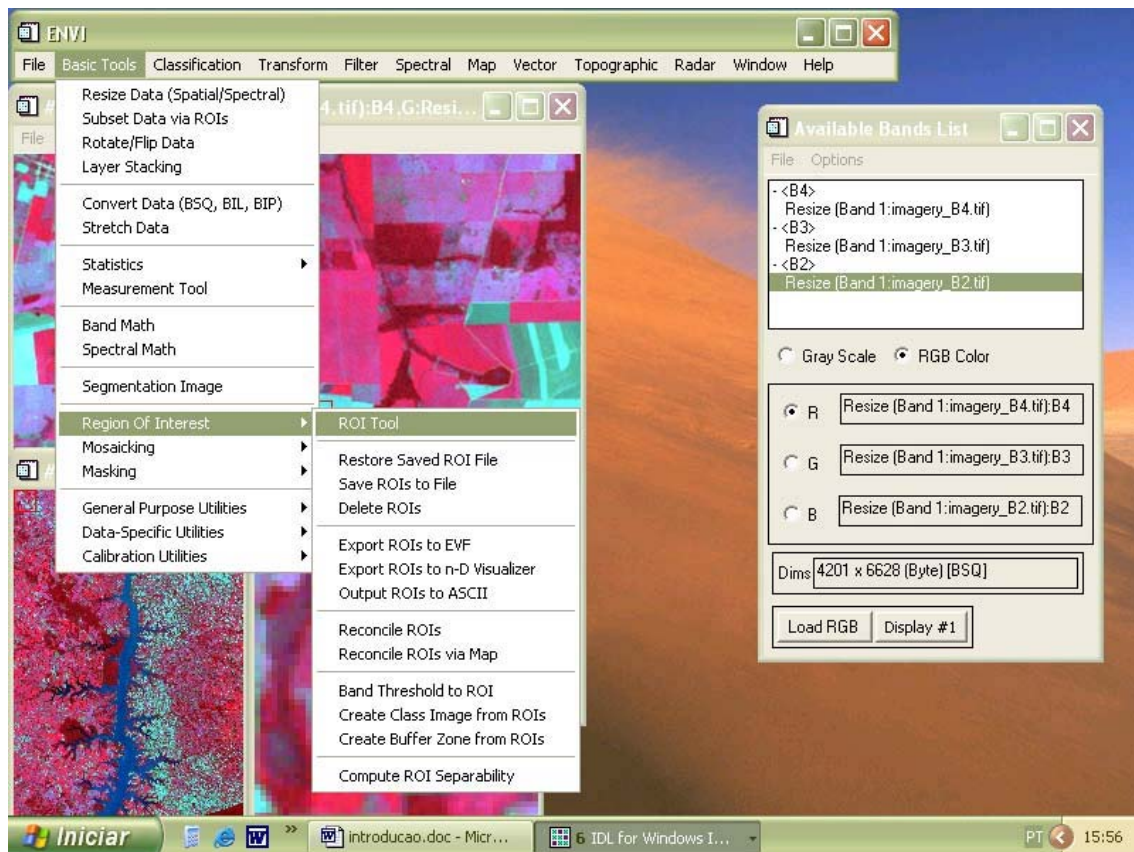 ENVI
File Basic Tools Classification Transform Filter Spectral Map Vector Topographic Radar Window Help
Resize Data (Spatial/Spectral)
Subset Data via ROIs
Rotate/Flip Data
Layer Stacking
Convert Data (BSQ, BIL, BIP)
Stretch Data
Statistics
Measurement Tool
Band Math
Spectral Math
Segmentation Image
Region Of Interest
Mosaicking
Masking
General Purpose Utilities
Data-Specific Utilities
Calibration Utilities
ROI Tool
Restore Saved ROI File
Save ROIs to File
Delete ROIs
Export ROIs to EVF
Export ROIs to n-D Visualizer
Output ROIs to ASCII
Reconcile ROIs
Reconcile ROIs via Map
Band Threshold to ROI
Create Class Image from ROIs
Create Buffer Zone from ROIs
Compute ROI Separability
# 4.tif):B4,G:Resi...
File
#
Available Bands List
File Options
- <B4>
Resize (Band 1:imagery_B4.tif)
- <B3>
Resize (Band 1:imagery_B3.tif)
- <B2>
Resize (Band 1:imagery_B2.tif)
Gray Scale RGB Color
R Resize (Band 1:imagery_B4.tif):B4
G Resize (Band 1:imagery_B3.tif):B3
B Resize (Band 1:imagery_B2.tif):B2
Dims 4201 x 6628 (Byte) [BSQ]
Load RGB Display #1
Iniciar » introducao.doc - Micr... 6 IDL for Windows I... PT 15:56